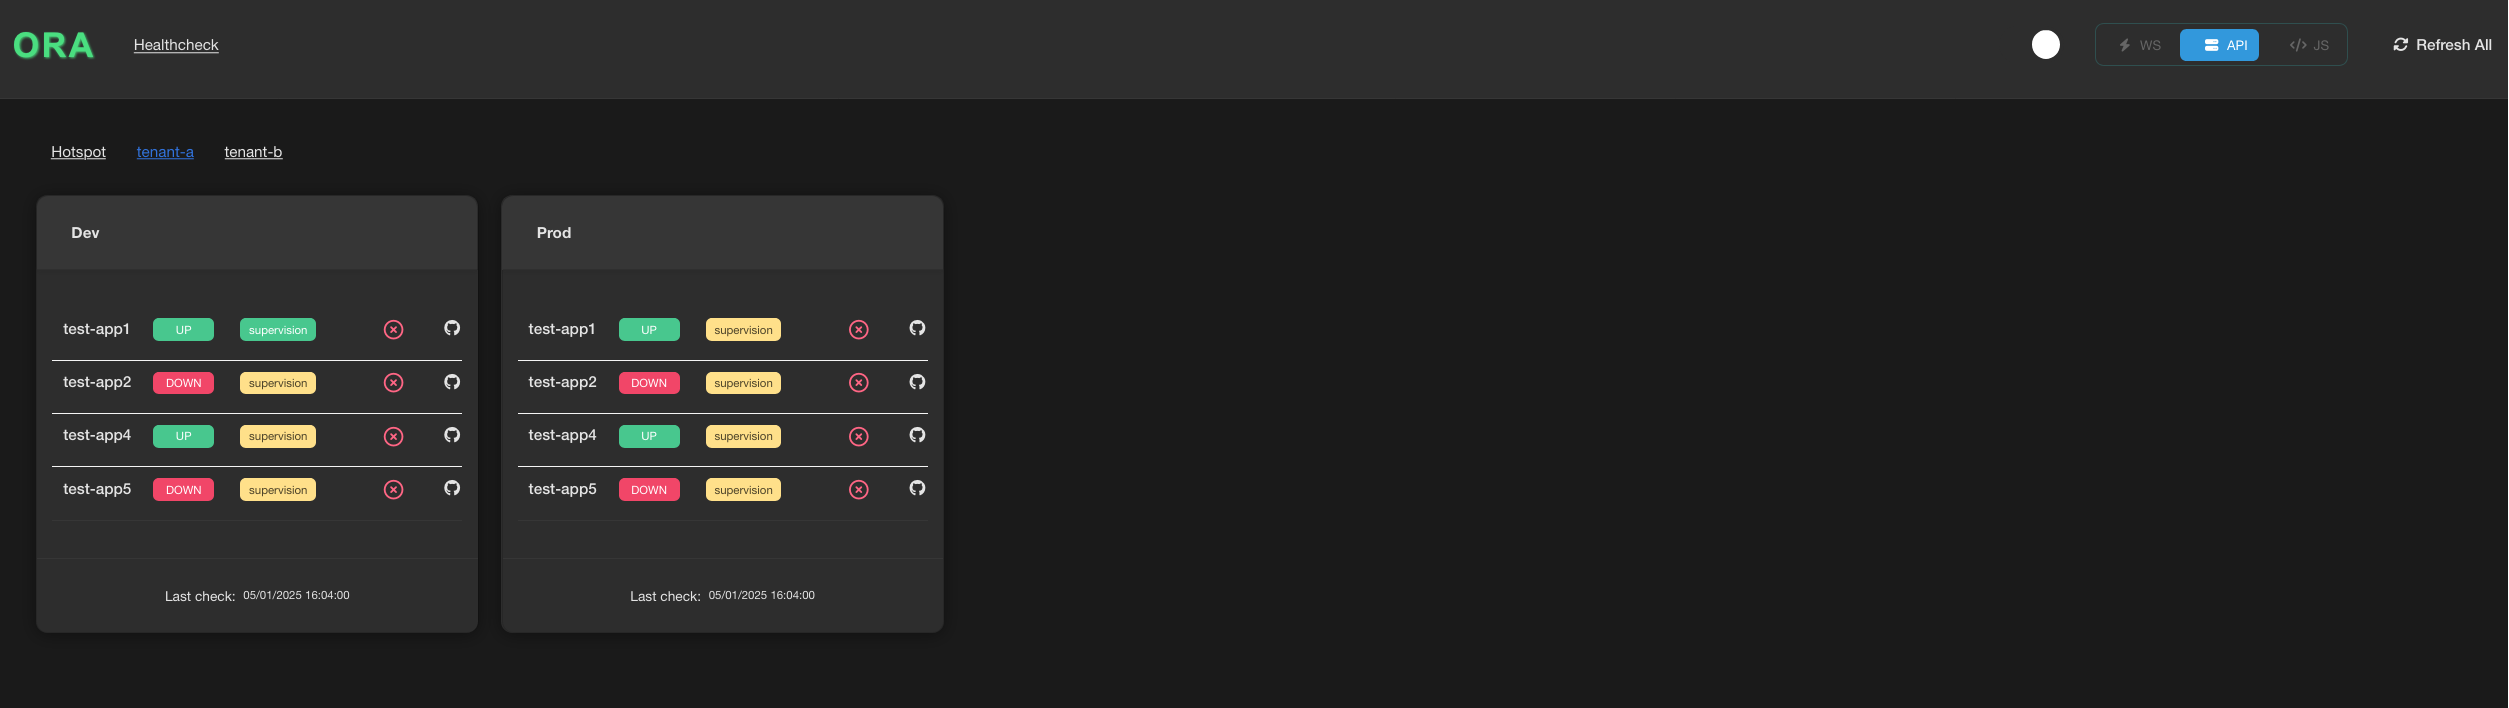 ORA Healthcheck WS API JS Refresh All
Hotspot tenant-a tenant-b
Dev
test-app1 UP supervision
test-app2 DOWN supervision
test-app4 UP supervision
test-app5 DOWN supervision
Last check: 05/01/2025 16:04:00
Prod
test-app1 UP supervision
test-app2 DOWN supervision
test-app4 UP supervision
test-app5 DOWN supervision
Last check: 05/01/2025 16:04:00